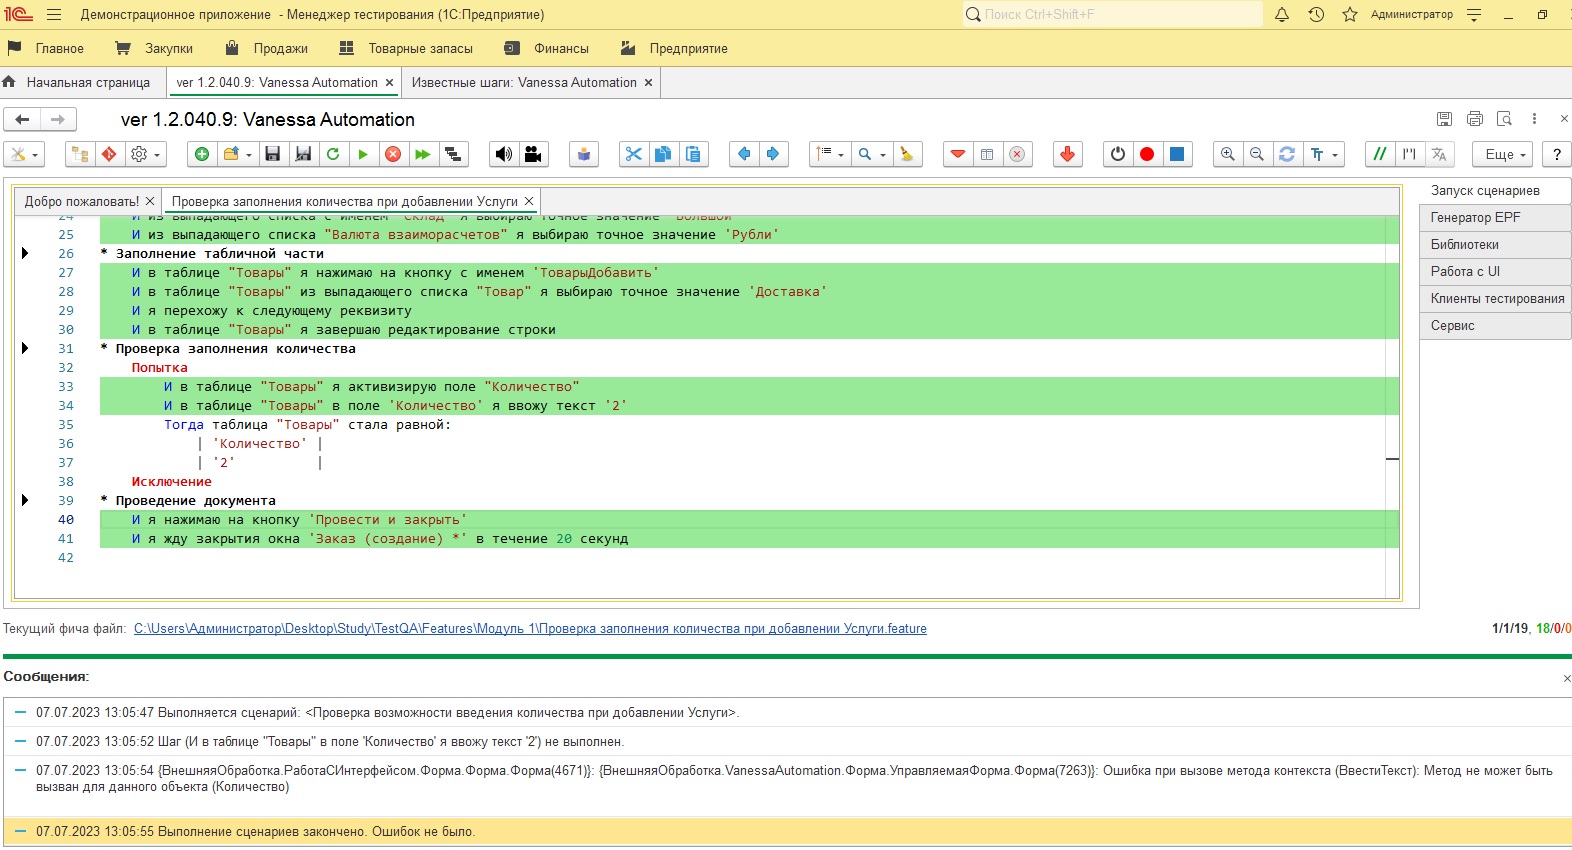 1С Демонстрационное приложение - Менеджер тестирования (1С:Предприятие) Поиск Ctrl+Shift+F Администратор
Главное Закупки Продажи Товарные запасы Финансы Предприятие
Начальная страница ver 1.2.040.9: Vanessa Automation × Известные шаги: Vanessa Automation ×
ver 1.2.040.9: Vanessa Automation
Еще ?
Добро пожаловать! × Проверка заполнения количества при добавлении Услуги ×
24 И из выпадающего списка с именем "Склад" я выбираю точное значение 'Большой'
25 И из выпадающего списка "Валюта взаиморасчетов" я выбираю точное значение 'Рубли'
26 * Заполнение табличной части
27 И в таблице "Товары" я нажимаю на кнопку с именем 'ТоварыДобавить'
28 И в таблице "Товары" из выпадающего списка "Товар" я выбираю точное значение 'Доставка'
29 И я перехожу к следующему реквизиту
30 И в таблице "Товары" я завершаю редактирование строки
31 * Проверка заполнения количества
32 Попытка
33 И в таблице "Товары" я активизирую поле "Количество"
34 И в таблице "Товары" в поле 'Количество' я ввожу текст '2'
35 Тогда таблица "Товары" стала равной:
36 | 'Количество' |
37 | '2' |
38 Исключение
39 * Проведение документа
40 И я нажимаю на кнопку 'Провести и закрыть'
41 И я жду закрытия окна 'Заказ (создание) *' в течение 20 секунд
42
Запуск сценариев
Генератор EPF
Библиотеки
Работа с UI
Клиенты тестирования
Сервис
Текущий фича файл: C:\Users\Администратор\Desktop\Study\TestQA\Features\Модуль 1\Проверка заполнения количества при добавлении Услуги.feature 1/1/19, 18/0/0
Сообщения:
07.07.2023 13:05:47 Выполняется сценарий: <Проверка возможности введения количества при добавлении Услуги>.
07.07.2023 13:05:52 Шаг (И в таблице "Товары" в поле 'Количество' я ввожу текст '2') не выполнен.
07.07.2023 13:05:54 {ВнешняяОбработка.РаботаСИнтерфейсом.Форма.Форма.Форма(4671)}: {ВнешняяОбработка.VanessaAutomation.Форма.УправляемаяФорма.Форма(7263)}: Ошибка при вызове метода контекста (ВвестиТекст): Метод не может быть
вызван для данного объекта (Количество)
07.07.2023 13:05:55 Выполнение сценариев закончено. Ошибок не было.